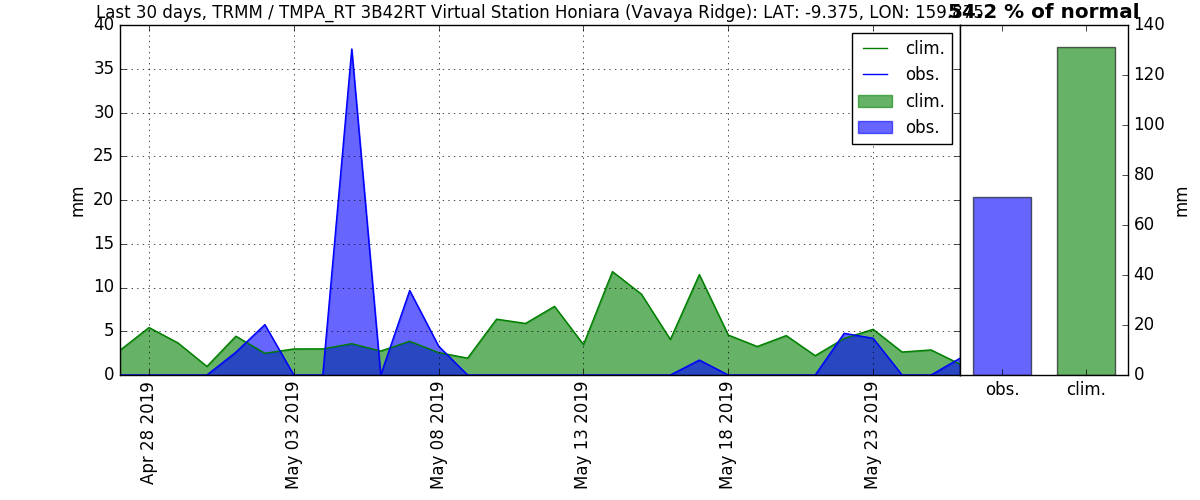 Last 30 days, TRMM / TMPA_RT 3B42RT Virtual Station Honiara (Vavaya Ridge): LAT: -9.375, LON:
54.2 % of normal
40
35
30
25
20
15
10
5
0
mm
clim.
obs.
clim.
obs.
140
120
100
80
60
40
20
0
mm
Apr 28 2019
May 03 2019
May 08 2019
May 13 2019
May 18 2019
May 23 2019
obs.
clim.